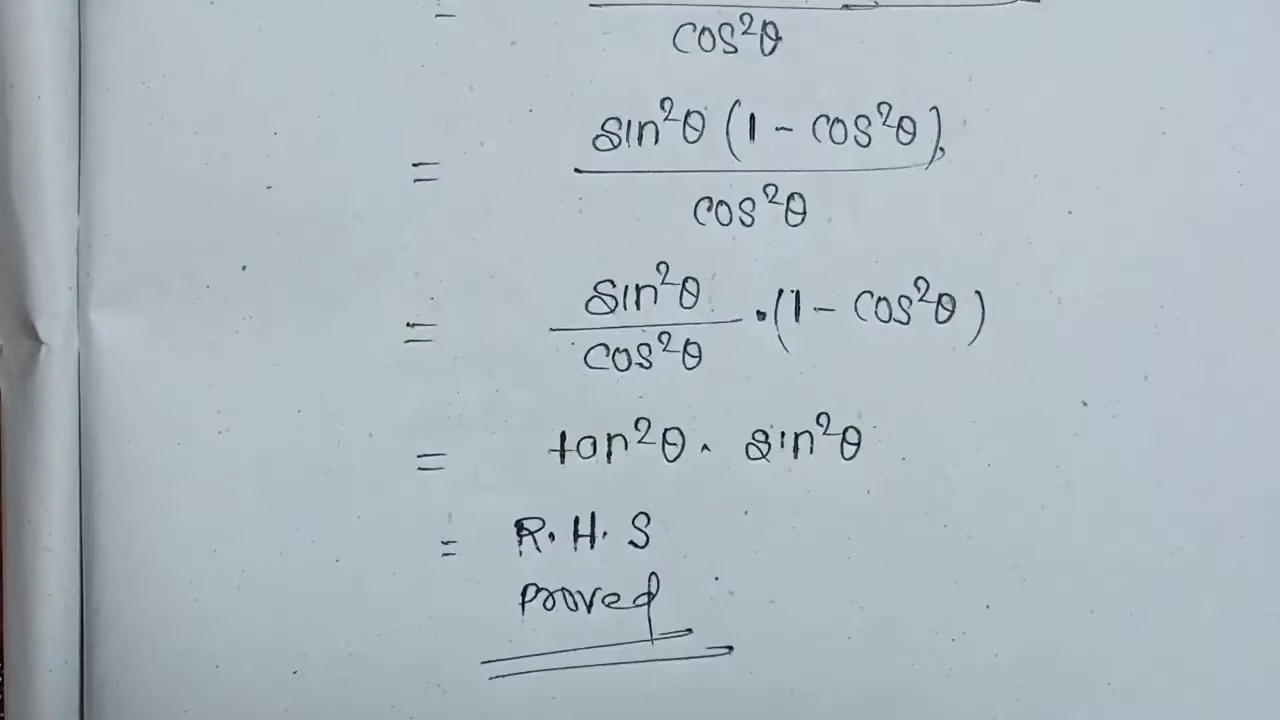 = cos²θ
= sin²θ (1 - cos²θ) / cos²θ
= sin²θ / cos²θ · (1 - cos²θ)
= tan²θ · sin²θ
= R.H.S
Proved